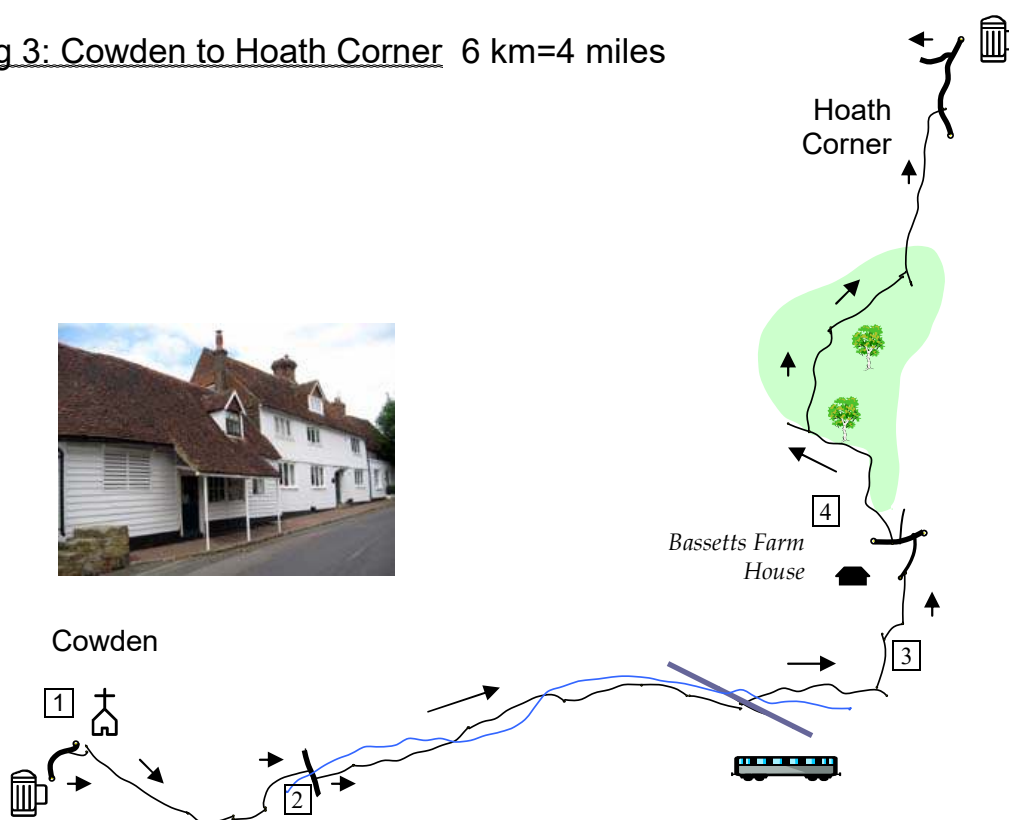 g 3: Cowden to Hoath Corner 6 km=4 miles
Hoath
Corner
4
Bassetts Farm
House
3
Cowden
1
2